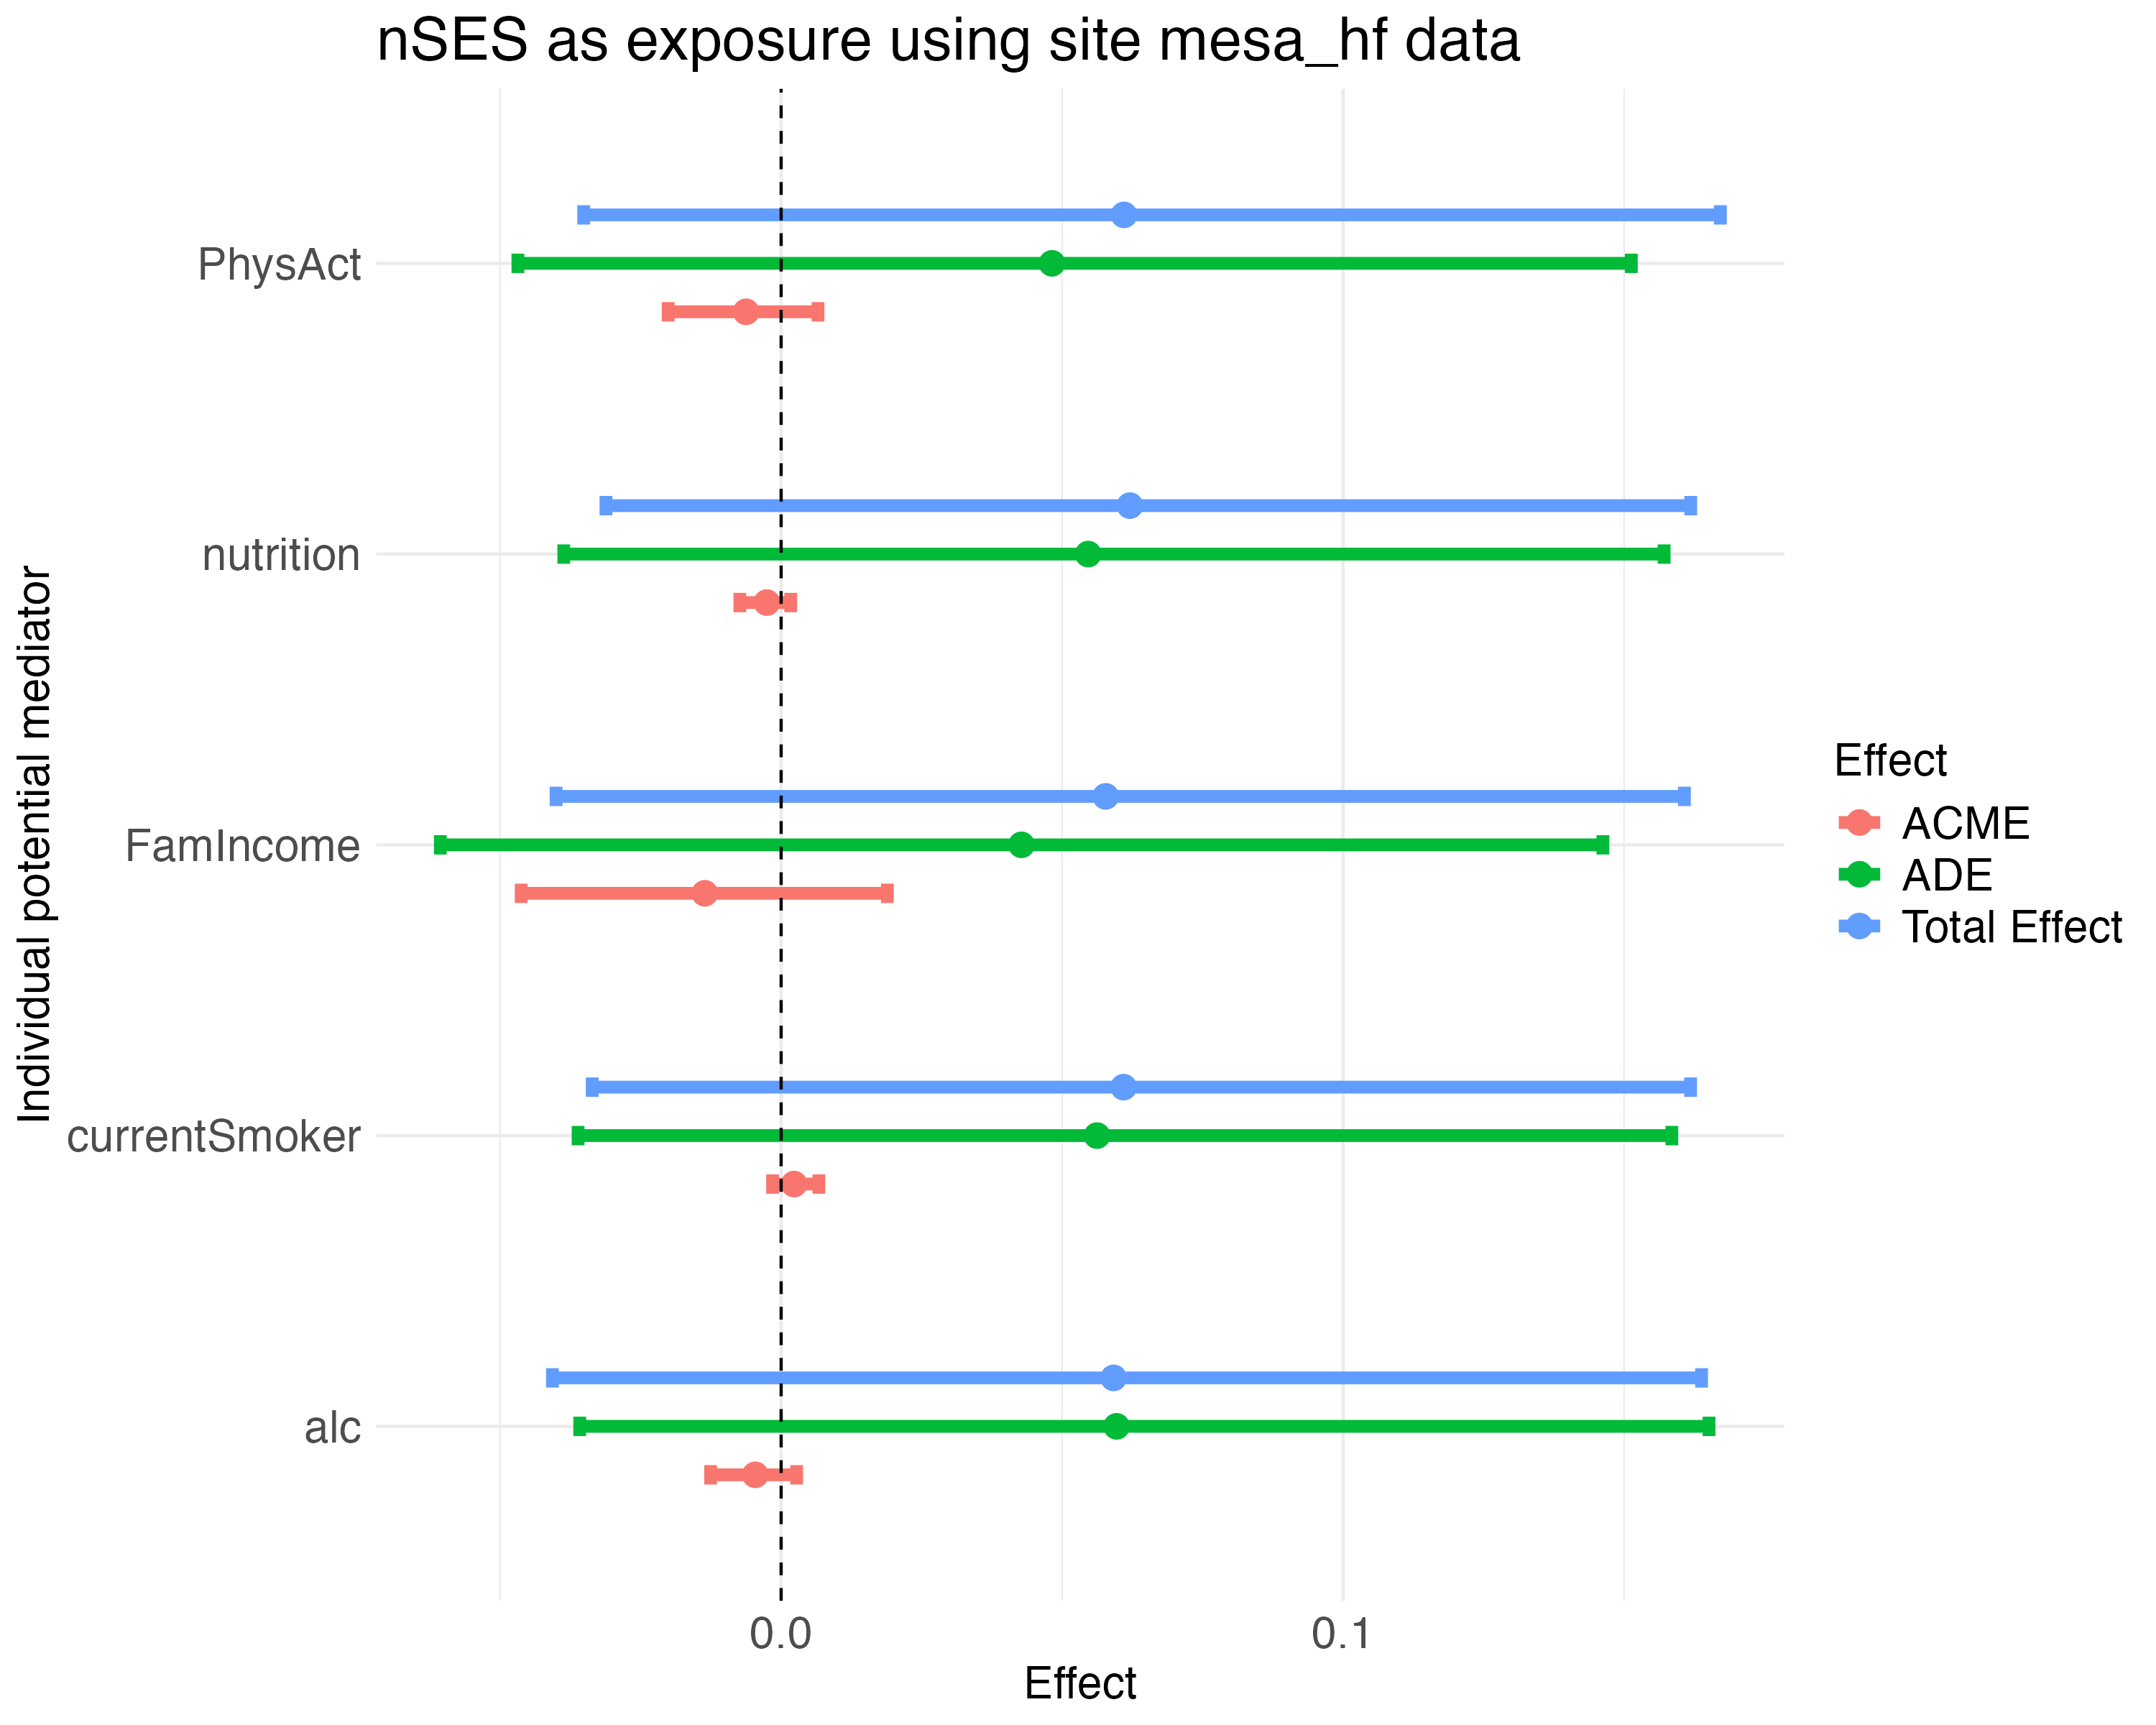 nSES as exposure using site mesa_hf data
Individual potential mediator
PhysAct
nutrition
FamIncome
currentSmoker
alc
0.0
0.1
Effect
Effect
ACME
ADE
Total Effect